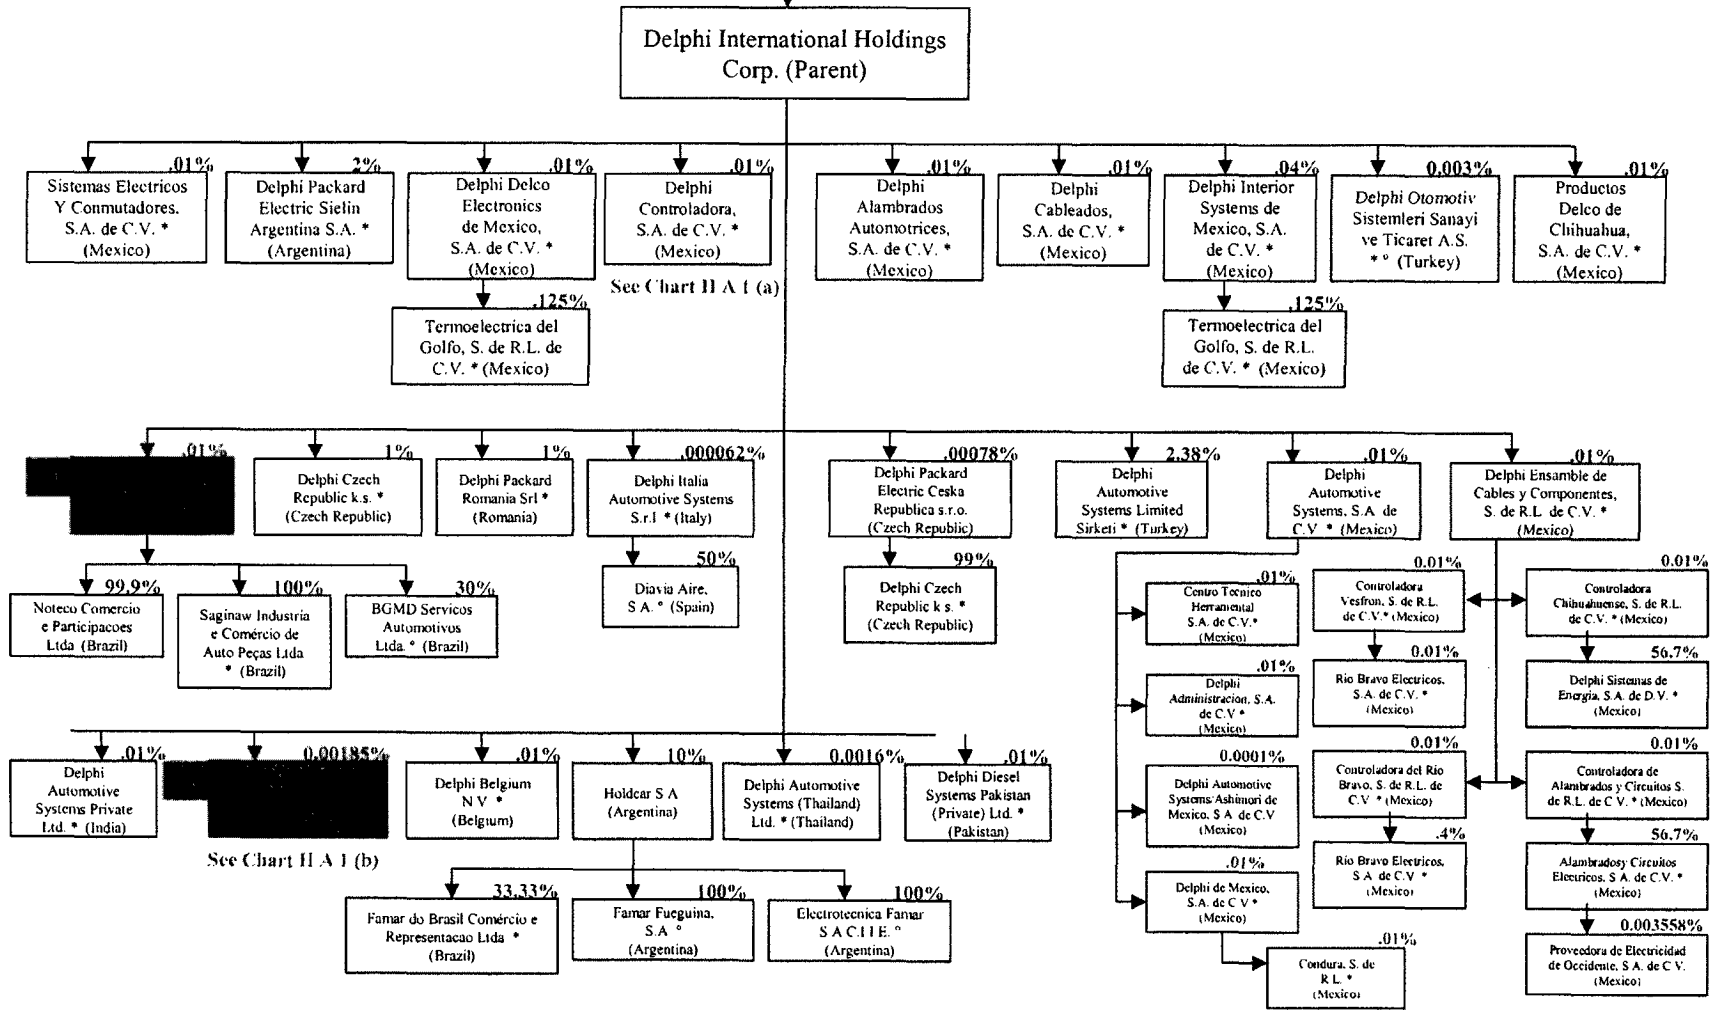 Delphi International Holdings
Corp. (Parent)
.01%
Sistemas Electricos
Y Conmutadores,
S.A. de C.V. *
(Mexico)
2%
Delphi Packard
Electric Sielin
Argentina S.A. *
(Argentina)
.01%
Delphi Delco
Electronics
de Mexico,
S.A. de C.V. *
(Mexico)
.01%
Delphi
Controladora,
S.A. de C.V. *
(Mexico)
See Chart II A 1 (a)
.01%
Delphi
Alambrados
Automotrices,
S.A. de C.V. *
(Mexico)
.01%
Delphi
Cableados,
S.A. de C.V. *
(Mexico)
.04%
Delphi Interior
Systems de
Mexico, S.A.
de C.V. *
(Mexico)
0.003%
Delphi Otomotiv
Sistemleri Sanayi
ve Ticaret A.S.
* ° (Turkey)
.01%
Productos
Delco de
Chihuahua,
S.A. de C.V. *
(Mexico)
.125%
Termoelectrica del
Golfo, S. de R.L. de
C.V. * (Mexico)
.125%
Termoelectrica del
Golfo, S. de R.L.
de C.V. * (Mexico)
.01%
1%
Delphi Czech
Republic k.s. *
(Czech Republic)
1%
Delphi Packard
Romania Srl *
(Romania)
.000062%
Delphi Italia
Automotive Systems
S.r.l * (Italy)
.00078%
Delphi Packard
Electric Ceska
Republica s.r.o.
(Czech Republic)
2.38%
Delphi
Automotive
Systems Limited
Sirketi * (Turkey)
.01%
Delphi
Automotive
Systems, S.A. de
C.V * (Mexico)
.01%
Delphi Ensamble de
Cables y Componentes,
S. de R.L. de C.V. *
(Mexico)
99.9%
Noteco Comercio
e Participacoes
Ltda (Brazil)
100%
Saginaw Industria
e Comércio de
Auto Peças Ltda
* (Brazil)
30%
BGMD Servicos
Automotivos
Ltda. ° (Brazil)
50%
Diavia Aire,
S A. ° (Spain)
99%
Delphi Czech
Republic k s. *
(Czech Republic)
.01%
Centro Tecnico
Herramental
S.A. de C.V.*
(Mexico)
.01%
Delphi
Administracion, S.A.
de C.V *
(Mexico)
0.0001%
Delphi Automotive
Systems/Ashimori de
Mexico, S A. de C.V
(Mexico)
.01%
Delphi de Mexico,
S.A. de C V *
(Mexico)
.01%
Condura, S. de
R L. *
(Mexico)
0.01%
Controladora
Vesfron, S. de R.L.
de C.V.* (Mexico)
0.01%
Rio Bravo Electricos,
S.A. de C.V. *
(Mexico)
0.01%
Controladora del Rio
Bravo, S. de R.L. de
C.V * (Mexico)
.4%
Rio Bravo Electricos,
S A de C.V *
(Mexico)
0.01%
Controladora
Chihuahuense, S. de R.L.
de C.V. * (Mexico)
56.7%
Delphi Sistemas de
Energia, S.A. de D.V. *
(Mexico)
0.01%
Controladora de
Alambrados y Circuitos S.
de R.L. de C V. * (Mexico)
56.7%
Alambradosy Circuitos
Electricos, S A. de C.V. *
(Mexico)
0.003558%
Proveedora de Electricidad
de Occidente, S A. de C V.
(Mexico)
.01%
Delphi
Automotive
Systems Private
Ltd. * (India)
0.00185%
See Chart II A 1 (b)
.01%
Delphi Belgium
N V *
(Belgium)
10%
Holdcar S A
(Argentina)
0.0016%
Delphi Automotive
Systems (Thailand)
Ltd. * (Thailand)
.01%
Delphi Diesel
Systems Pakistan
(Private) Ltd. *
(Pakistan)
33.33%
Famar do Brasil Comércio e
Representacao Ltda *
(Brazil)
100%
Famar Fueguina,
S.A °
(Argentina)
100%
Electrotecnica Famar
S A C.I I E. °
(Argentina)